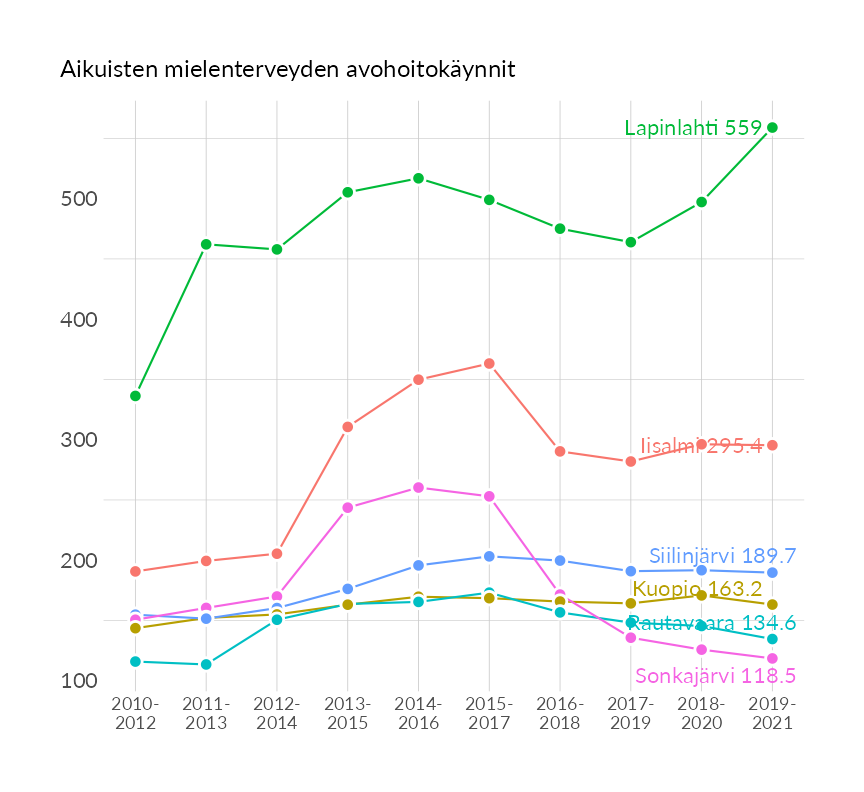 Aikuisten mielenterveyden avohoitokäynnit
Lapinlahti 559
500
400
300
Iisalmi 295.4
200
Siilinjärvi 189.7
Kuopio 163.2
Rautavaara 134.6
100
Sonkajärvi 118.5
2010- 2011- 2012- 2013- 2014- 2015- 2016- 2017- 2018- 2019-
2012 2013 2014 2015 2016 2017 2018 2019 2020 2021